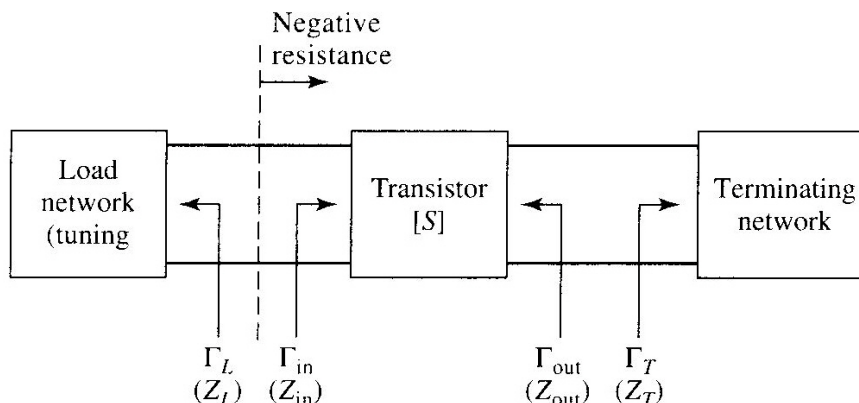 Negative
resistance
Load
network
(tuning
Transistor
[S]
Terminating
network
Γ_L
(Z_L)
Γ_in
(Z_in)
Γ_out
(Z_out)
Γ_T
(Z_T)